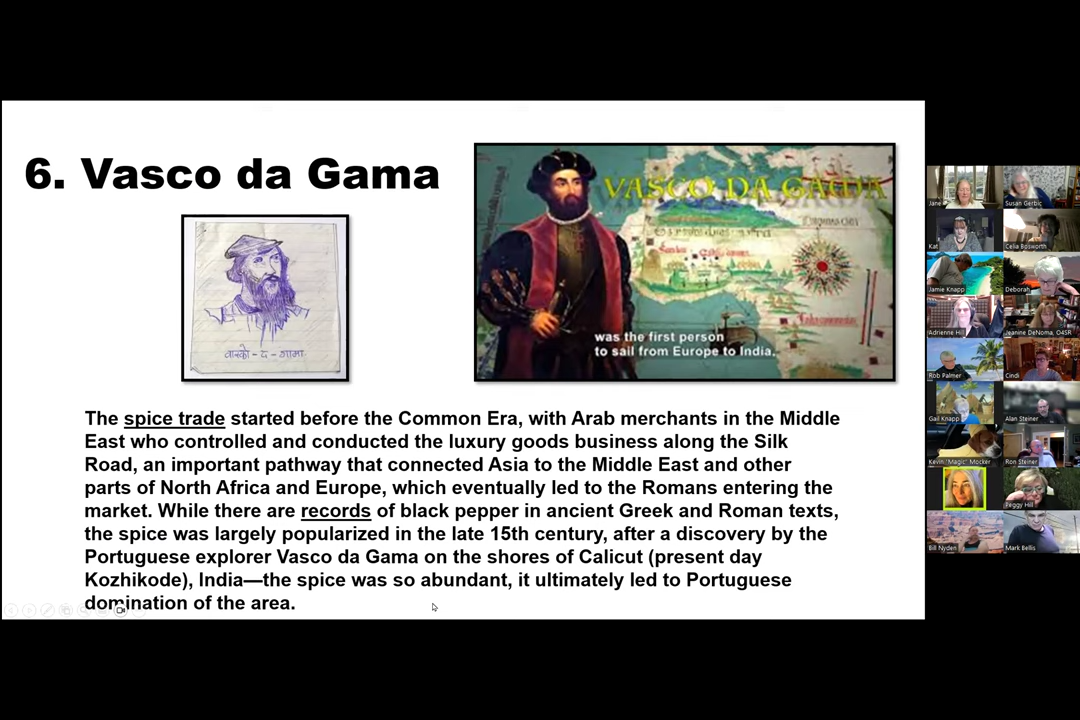 6. Vasco da Gama
VASCO DA GAMA
was the first person
to sail from Europe to India.
वास्को - द - गामा
The spice trade started before the Common Era, with Arab merchants in the Middle
East who controlled and conducted the luxury goods business along the Silk
Road, an important pathway that connected Asia to the Middle East and other
parts of North Africa and Europe, which eventually led to the Romans entering the
market. While there are records of black pepper in ancient Greek and Roman texts,
the spice was largely popularized in the late 15th century, after a discovery by the
Portuguese explorer Vasco da Gama on the shores of Calicut (present day
Kozhikode), India—the spice was so abundant, it ultimately led to Portuguese
domination of the area.
Jane
Susan Gerbic
Kat
Celia Bosworth
Jamie Knapp
Deborah
Adrienne Hill
Jeanine DeNoma, O4SR
Rob Palmer
Cindi
Gail Knapp
Alan Steiner
Kevin "Magic" Mocker
Ron Steiner
Peggy Hill
Bill Nyden
Mark Bellis